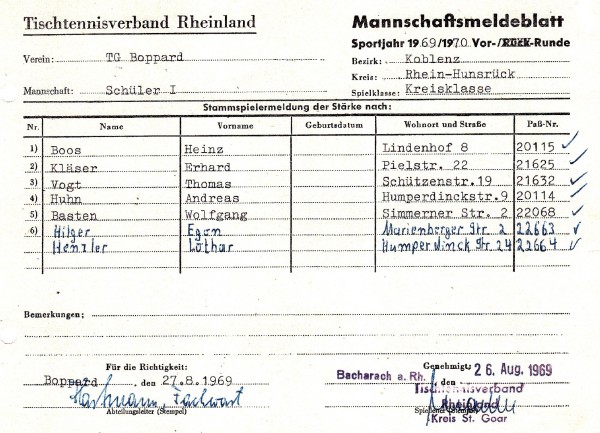 Tischtennisverband Rheinland
Mannschaftsmeldeblatt
Sportjahr 1969/1970 Vor-/Rück-Runde
Verein: TG Boppard
Bezirk: Koblenz
Kreis: Rhein-Hunsrück
Mannschaft: Schüler I
Spielklasse: Kreisklasse
Stammspielermeldung der Stärke nach:
Nr. Name Vorname Geburtsdatum Wohnort und Straße Paß-Nr.
1) Boos Heinz Lindenhof 8 20115
2) Kläser Erhard Pielstr. 22 21625
3) Vogt Thomas Schützenstr.19 21632
4) Huhn Andreas Humperdinckstr.9 20114
5) Basten Wolfgang Simmerner Str. 2 22068
6) Hilger Egon Marienberger Str. 2 22663
Henzler Lothar Humperdinck Str. 24 22664
Bemerkungen:
Für die Richtigkeit:
Genehmigt:
26. Aug. 1969
Boppard, den 27.8.1969
Bacharach a. Rh. den
Tischtennisverband
Rheinland
Kreis St. Goar
Abteilungsleiter (Stempel)